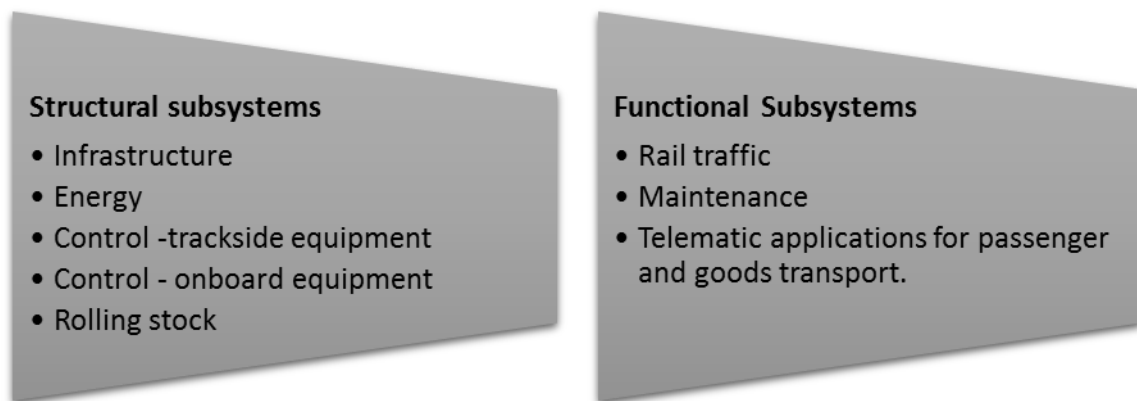 Structural subsystems
• Infrastructure
• Energy
• Control -trackside equipment
• Control - onboard equipment
• Rolling stock
Functional Subsystems
• Rail traffic
• Maintenance
• Telematic applications for passenger
and goods transport.